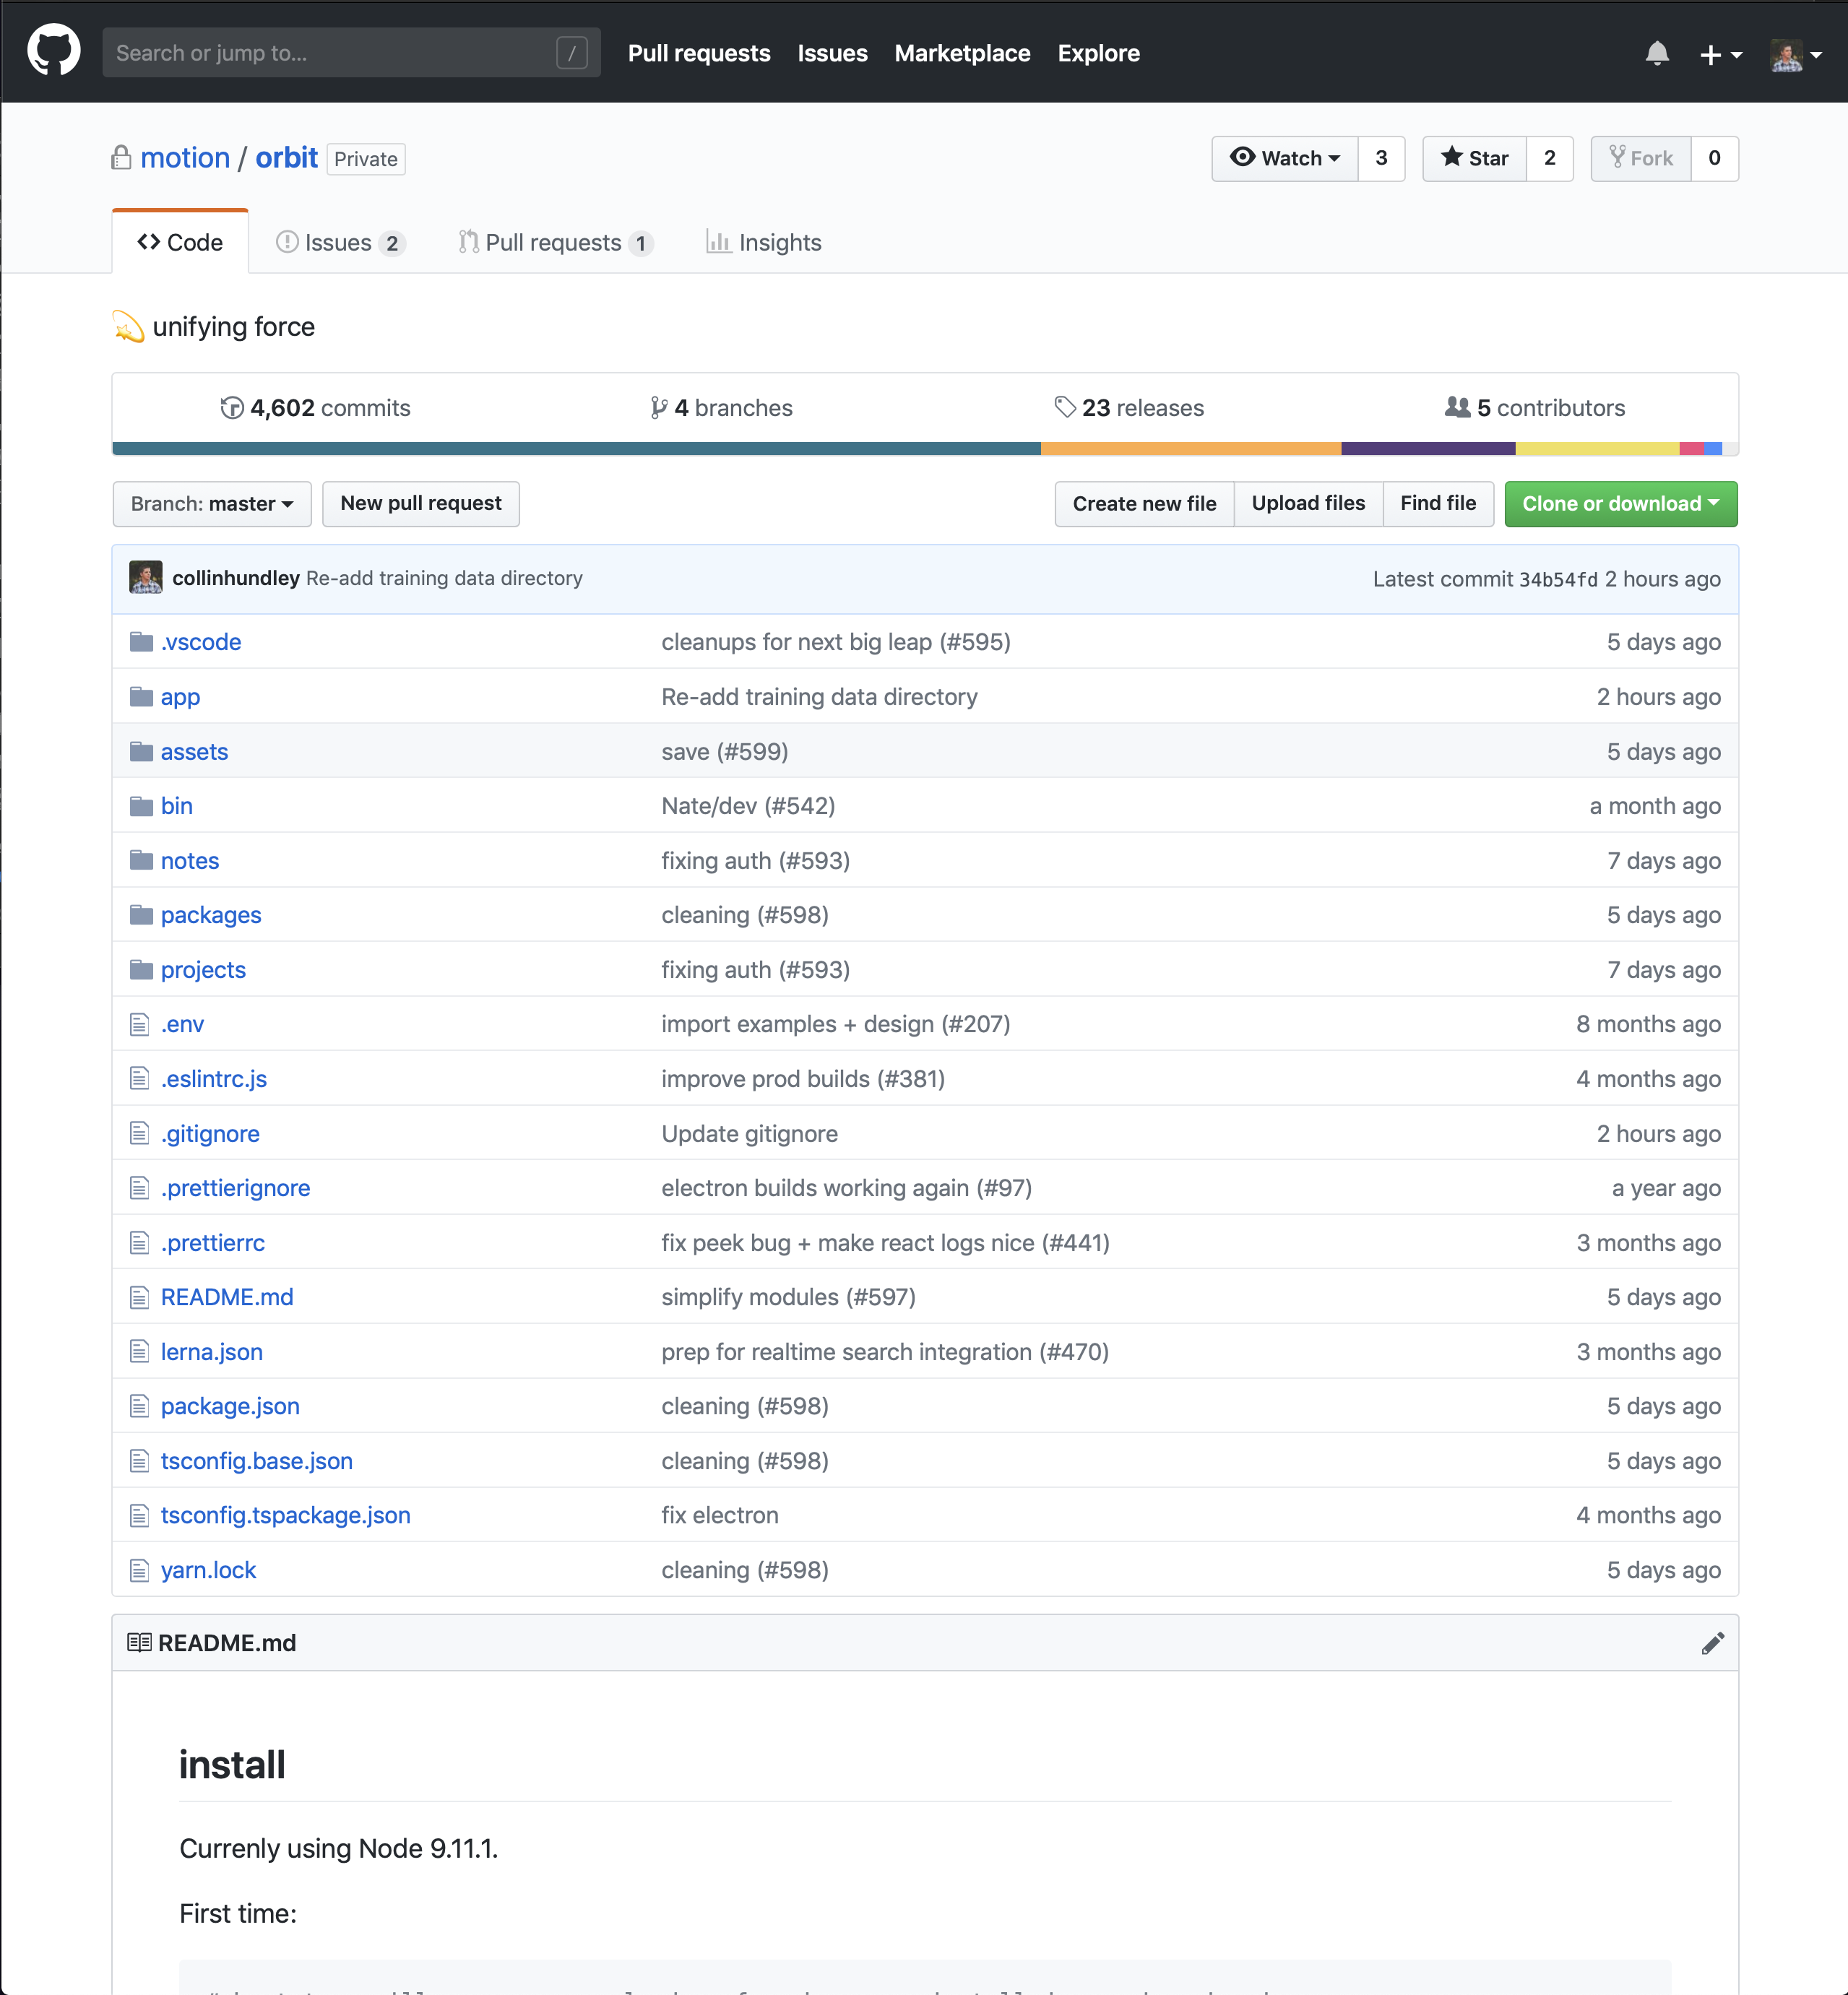 Search or jump to... /
Pull requests Issues Marketplace Explore
motion / orbit Private
Watch 3 Star 2 Fork 0
Code Issues 2 Pull requests 1 Insights
unifying force
4,602 commits 4 branches 23 releases 5 contributors
Branch: master New pull request Create new file Upload files Find file Clone or download
collinhundley Re-add training data directory Latest commit 34b54fd 2 hours ago
.vscode cleanups for next big leap (#595) 5 days ago
app Re-add training data directory 2 hours ago
assets save (#599) 5 days ago
bin Nate/dev (#542) a month ago
notes fixing auth (#593) 7 days ago
packages cleaning (#598) 5 days ago
projects fixing auth (#593) 7 days ago
.env import examples + design (#207) 8 months ago
.eslintrc.js improve prod builds (#381) 4 months ago
.gitignore Update gitignore 2 hours ago
.prettierignore electron builds working again (#97) a year ago
.prettierrc fix peek bug + make react logs nice (#441) 3 months ago
README.md simplify modules (#597) 5 days ago
lerna.json prep for realtime search integration (#470) 3 months ago
package.json cleaning (#598) 5 days ago
tsconfig.base.json cleaning (#598) 5 days ago
tsconfig.tspackage.json fix electron 4 months ago
yarn.lock cleaning (#598) 5 days ago
README.md
install
Currenly using Node 9.11.1.
First time: